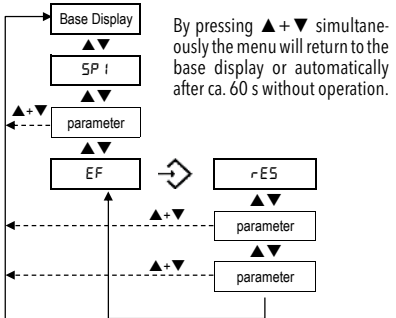 Base Display
By pressing ▲+▼ simultane-
ously the menu will return to the
base display or automatically
after ca. 60 s without operation.
▲▼
SP1
▲▼
▲+▼
parameter
▲▼
EF
rES
▲▼
▲+▼
parameter
▲▼
▲+▼
parameter